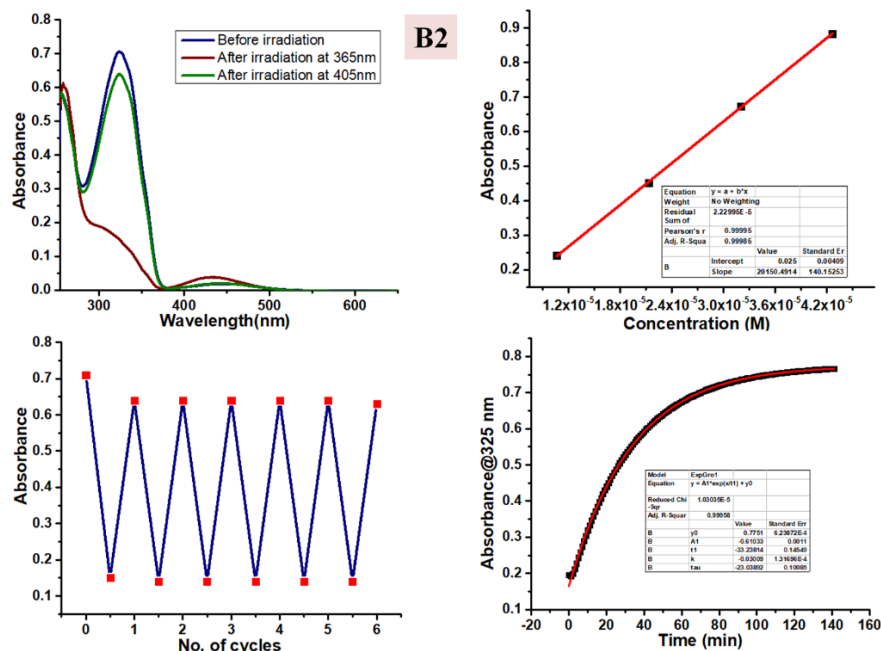 B2
Before irradiation
After irradiation at 365nm
After irradiation at 405nm
Absorbance
0.8
0.7
0.6
0.5
0.4
0.3
0.2
0.1
0.0
300 400 500 600
Wavelength(nm)
Absorbance
0.9
0.8
0.7
0.6
0.5
0.4
0.3
0.2
1.2x10⁻⁵ 1.8x10⁻⁵ 2.4x10⁻⁵ 3.0x10⁻⁵ 3.6x10⁻⁵ 4.2x10⁻⁵
Concentration (M)
Equation y = a + b*x
Weight No Weighting
Residual Sum of 2.22995E-5
Pearson's r 0.99995
Adj. R-Squa 0.99985
Value Standard Err
B Intercept 0.025 0.00409
Slope 20150.4914 140.15253
Absorbance
0.8
0.7
0.6
0.5
0.4
0.3
0.2
0.1
0 1 2 3 4 5 6
No. of cycles
Absorbance@325 nm
0.9
0.8
0.7
0.6
0.5
0.4
0.3
0.2
0.1
-20 0 20 40 60 80 100 120 140 160
Time (min)
Model ExpGro1
Equation y = A1*exp(x/t1) + y0
Reduced Chi-Sqr 1.03035E-5
Adj. R-Squar 0.99958
Value Standard Err
B y0 0.7751 6.23872E-4
B A1 -0.61033 0.0011
B t1 -33.23814 0.14549
B k -0.03009 1.31696E-4
B tau -23.03892 0.10085